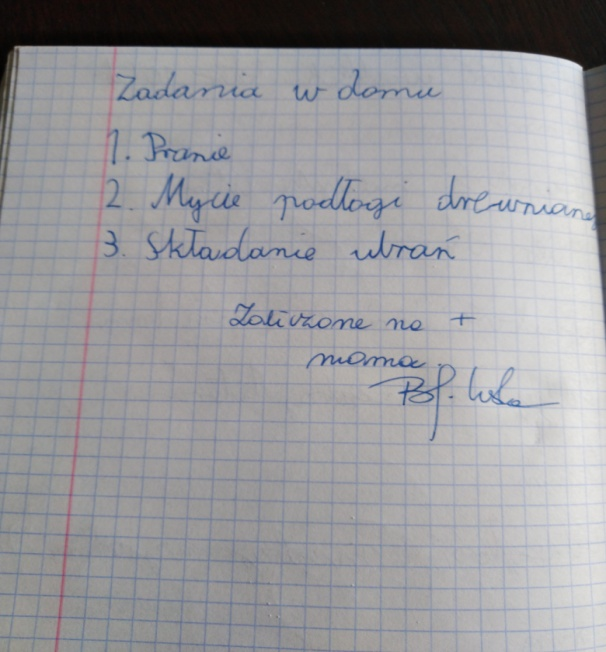 Zadania w domu
1. Pranie
2. Mycie podłogi drewnianej
3. Składanie ubrań
Zaliczone na +
mama.